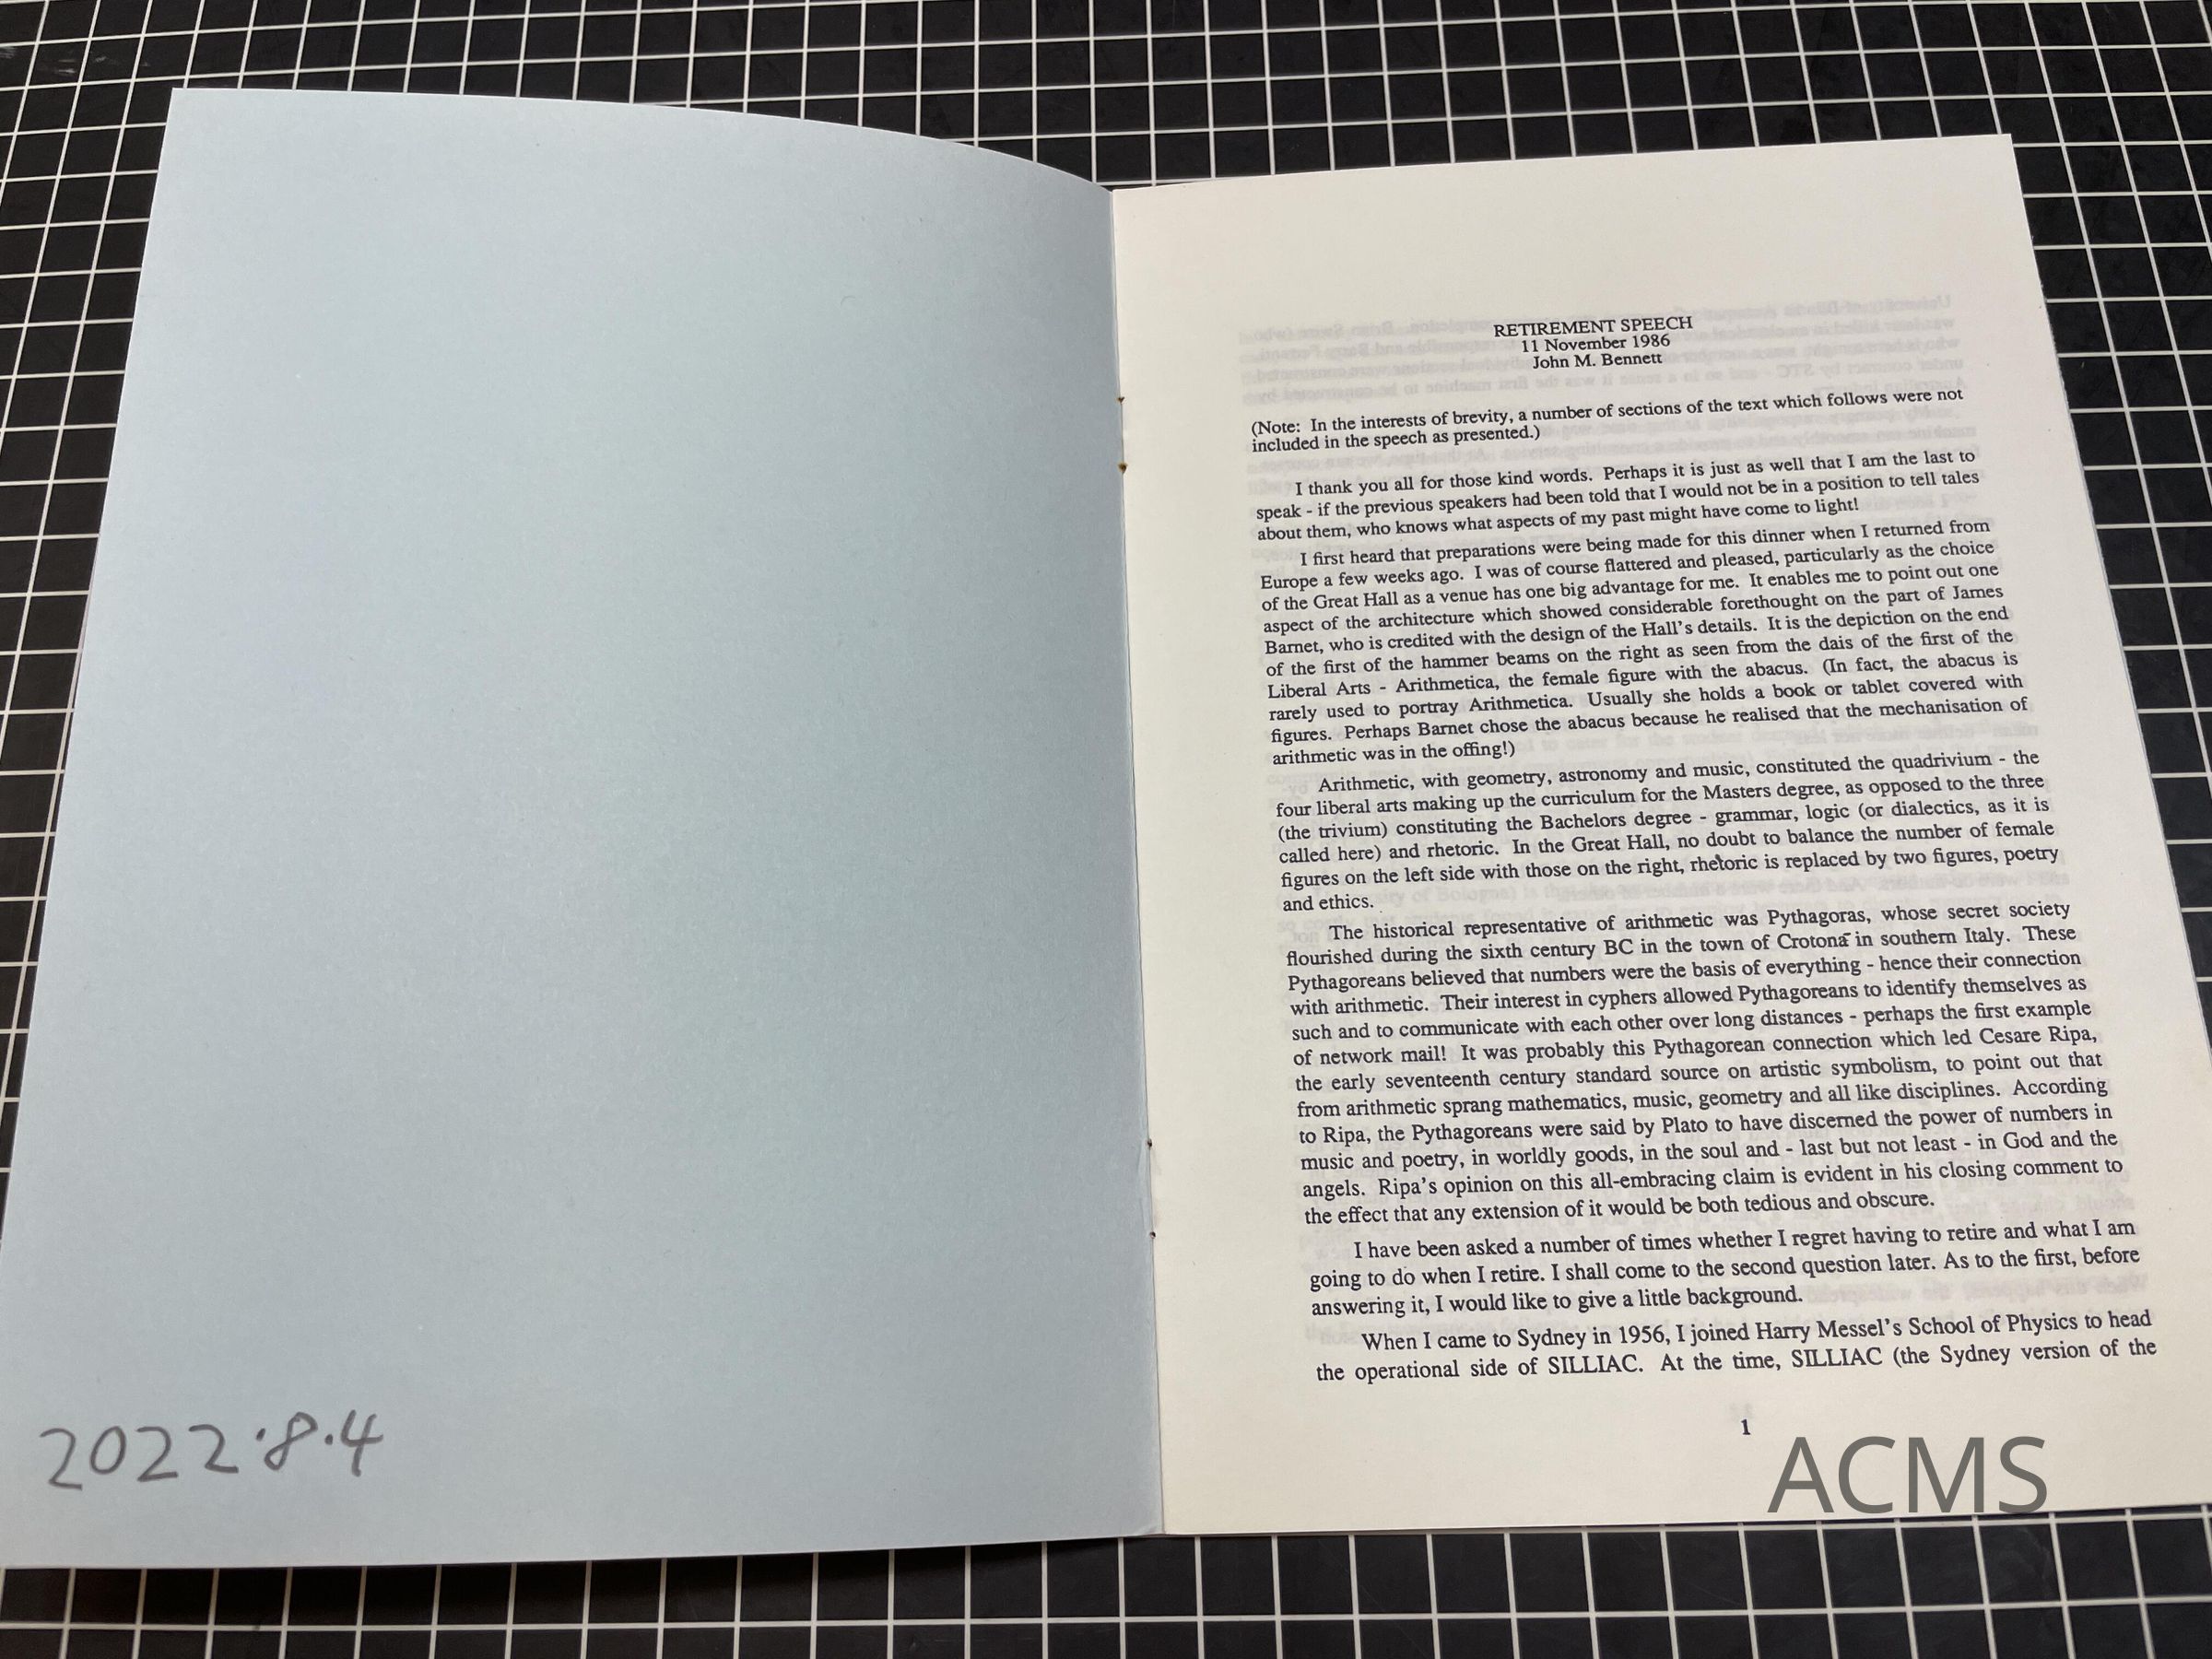 2022.8.4
RETIREMENT SPEECH
11 November 1986
John M. Bennett
(Note: In the interests of brevity, a number of sections of the text which follows were not
included in the speech as presented.)
I thank you all for those kind words. Perhaps it is just as well that I am the last to
speak - if the previous speakers had been told that I would not be in a position to tell tales
about them, who knows what aspects of my past might have come to light!
I first heard that preparations were being made for this dinner when I returned from
Europe a few weeks ago. I was of course flattered and pleased, particularly as the choice
of the Great Hall as a venue has one big advantage for me. It enables me to point out one
aspect of the architecture which showed considerable forethought on the part of James
Barnet, who is credited with the design of the Hall's details. It is the depiction on the end
of the first of the hammer beams on the right as seen from the dais of the first of the
Liberal Arts - Arithmetica, the female figure with the abacus. (In fact, the abacus is
rarely used to portray Arithmetica. Usually she holds a book or tablet covered with
figures. Perhaps Barnet chose the abacus because he realised that the mechanisation of
arithmetic was in the offing!)
Arithmetic, with geometry, astronomy and music, constituted the quadrivium - the
four liberal arts making up the curriculum for the Masters degree, as opposed to the three
(the trivium) constituting the Bachelors degree - grammar, logic (or dialectics, as it is
called here) and rhetoric. In the Great Hall, no doubt to balance the number of female
figures on the left side with those on the right, rhetoric is replaced by two figures, poetry
and ethics.
The historical representative of arithmetic was Pythagoras, whose secret society
flourished during the sixth century BC in the town of Crotona in southern Italy. These
Pythagoreans believed that numbers were the basis of everything - hence their connection
with arithmetic. Their interest in cyphers allowed Pythagoreans to identify themselves as
such and to communicate with each other over long distances - perhaps the first example
of network mail! It was probably this Pythagorean connection which led Cesare Ripa,
the early seventeenth century standard source on artistic symbolism, to point out that
from arithmetic sprang mathematics, music, geometry and all like disciplines. According
to Ripa, the Pythagoreans were said by Plato to have discerned the power of numbers in
music and poetry, in worldly goods, in the soul and - last but not least - in God and the
angels. Ripa's opinion on this all-embracing claim is evident in his closing comment to
the effect that any extension of it would be both tedious and obscure.
I have been asked a number of times whether I regret having to retire and what I am
going to do when I retire. I shall come to the second question later. As to the first, before
answering it, I would like to give a little background.
When I came to Sydney in 1956, I joined Harry Messel's School of Physics to head
the operational side of SILLIAC. At the time, SILLIAC (the Sydney version of the
1
ACMS